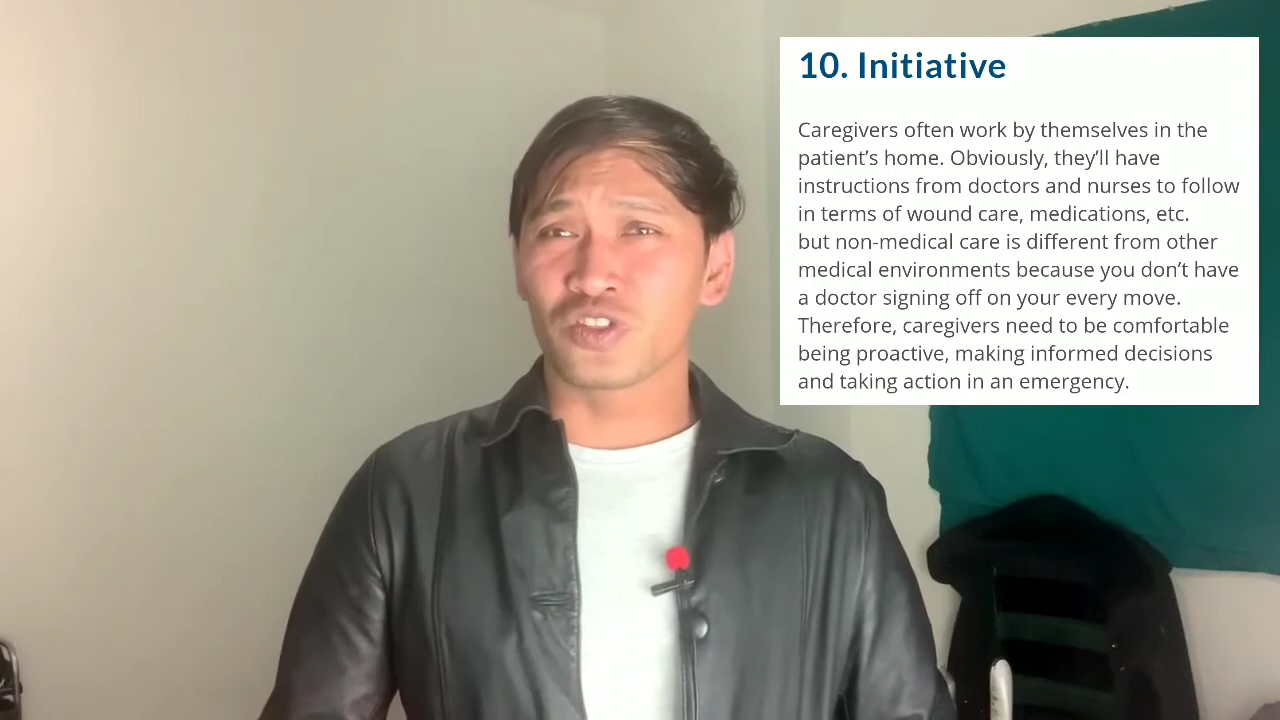 10. Initiative
Caregivers often work by themselves in the
patient’s home. Obviously, they’ll have
instructions from doctors and nurses to follow
in terms of wound care, medications, etc.
but non-medical care is different from other
medical environments because you don’t have
a doctor signing off on your every move.
Therefore, caregivers need to be comfortable
being proactive, making informed decisions
and taking action in an emergency.